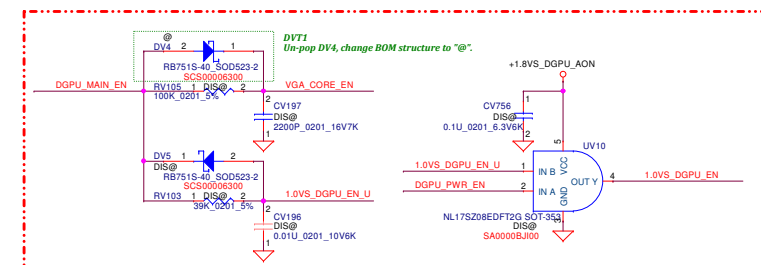 @
DV4 2 1
RB751S-40_SOD523-2
SCS00006300
DVT1
Un-pop DV4, change BOM structure to "@".
DGPU_MAIN_EN
RV105 1 DIS@ 2
100K_0201_5%
VGA_CORE_EN
2
CV197
DIS@
2200P_0201_16V7K
1
DV5 1 2
DIS@
RB751S-40_SOD523-2
SCS00006300
RV103 1 DIS@ 2
39K_0201_5%
1.0VS_DGPU_EN_U
2
CV196
DIS@
0.01U_0201_10V6K
1
+1.8VS_DGPU_AON
1
CV756
DIS@
0.1U_0201_6.3V6K
2
5
UV10
1.0VS_DGPU_EN_U 1
IN B
VCC
DGPU_PWR_EN 2
IN A
GND
OUT Y
4
1.0VS_DGPU_EN
3
NL17SZ08EDFT2G SOT-353
DIS@
SA0000BJI00